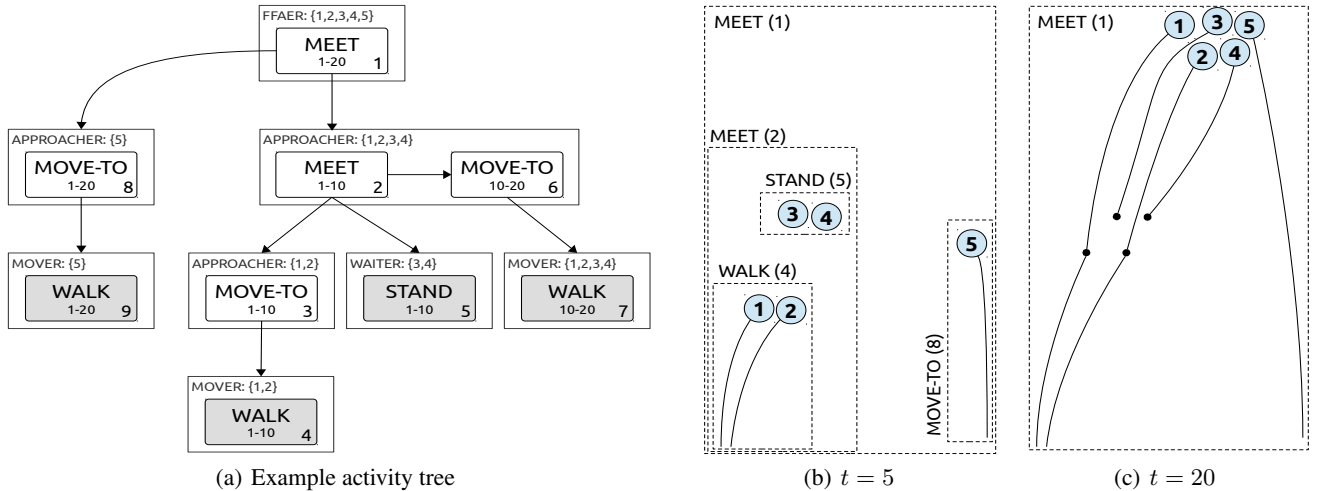 FFAER: {1,2,3,4,5}
MEET
1-20 1
APPROACHER: {5}
MOVE-TO
1-20 8
APPROACHER: {1,2,3,4}
MEET
1-10 2
MOVE-TO
10-20 6
MOVER: {5}
WALK
1-20 9
APPROACHER: {1,2}
MOVE-TO
1-10 3
WAITER: {3,4}
STAND
1-10 5
MOVER: {1,2,3,4}
WALK
10-20 7
MOVER: {1,2}
WALK
1-10 4
(a) Example activity tree
MEET (1)
MEET (2)
STAND (5)
3 4
5
WALK (4)
1 2
MOVE-TO (8)
(b) t = 5
MEET (1)
1 3 5
2 4
(c) t = 20